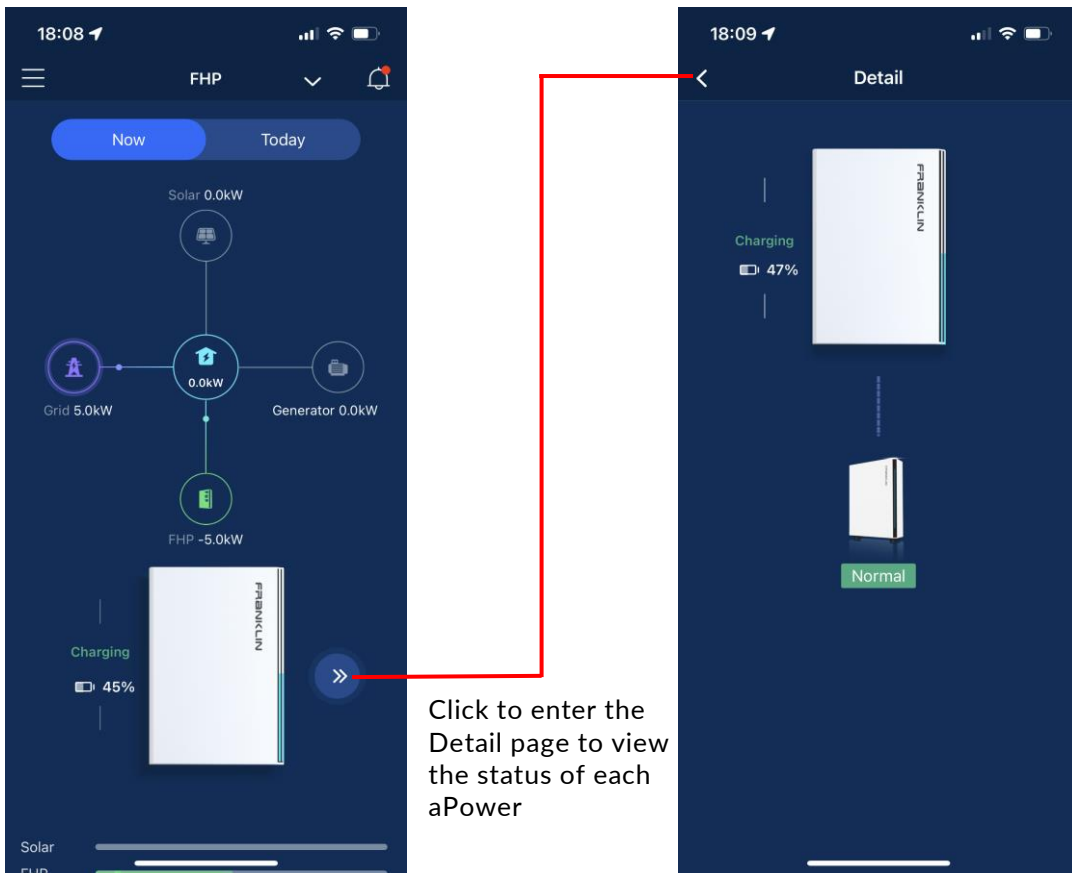 18:08
FHP
Now
Today
Solar 0.0kW
0.0kW
Grid 5.0kW
Generator 0.0kW
FHP -5.0kW
FRANKLIN
Charging
45%
Solar
FHP
Click to enter the
Detail page to view
the status of each
aPower
18:09
Detail
FRANKLIN
Charging
47%
Normal